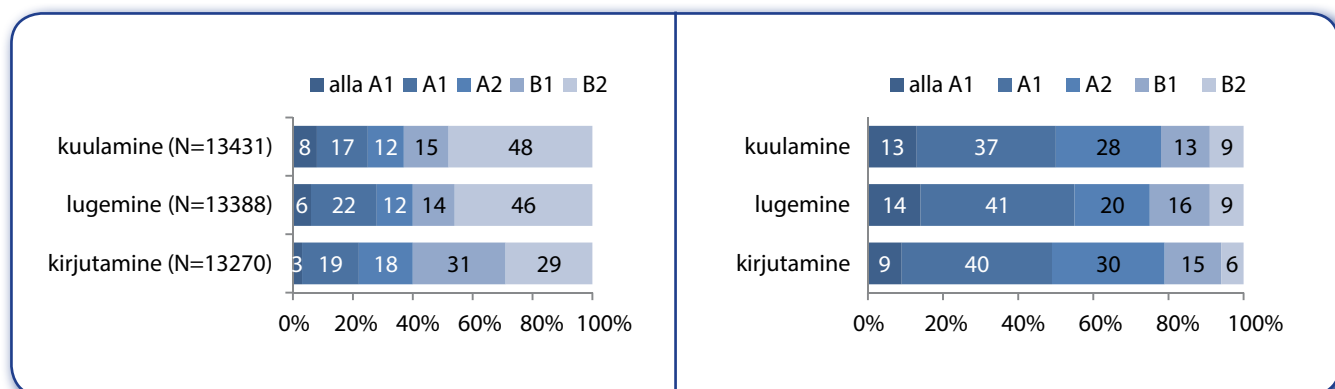 alla A1 A1 A2 B1 B2
kuulamine (N=13431) 8 17 12 15 48
lugemine (N=13388) 6 22 12 14 46
kirjutamine (N=13270) 3 19 18 31 29
0% 20% 40% 60% 80% 100%
alla A1 A1 A2 B1 B2
kuulamine 13 37 28 13 9
lugemine 14 41 20 16 9
kirjutamine 9 40 30 15 6
0% 20% 40% 60% 80% 100%